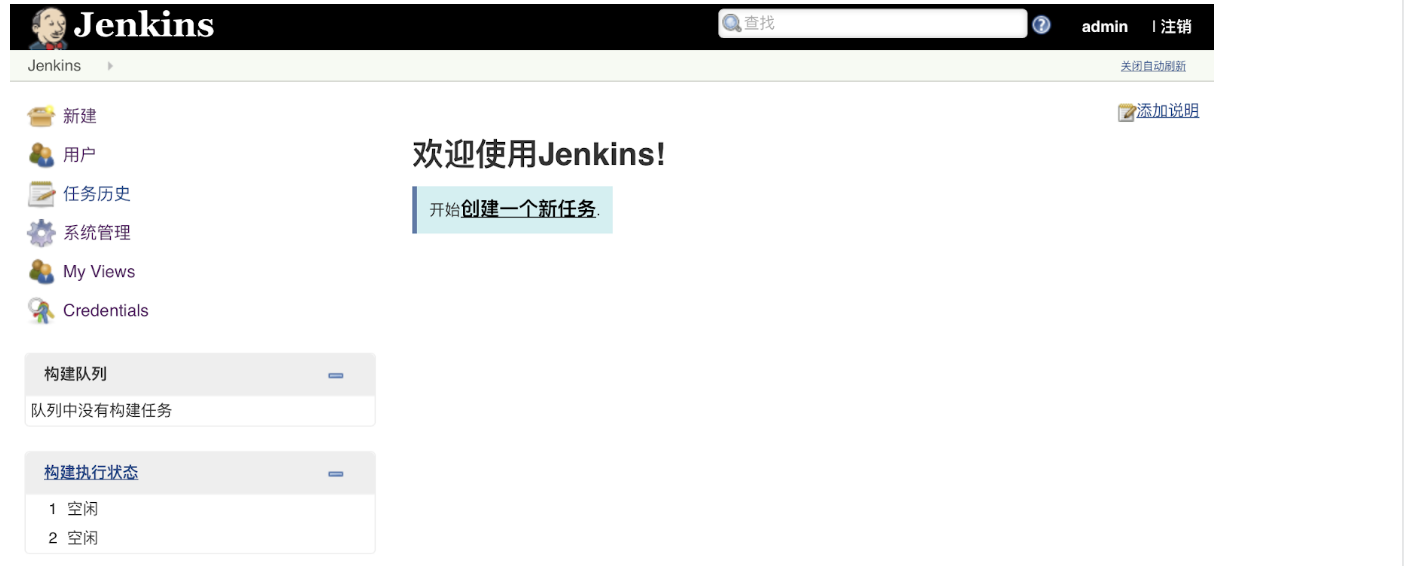 Jenkins
查找
admin | 注销
Jenkins
关闭自动刷新
新建
用户
任务历史
系统管理
My Views
Credentials
添加说明
欢迎使用Jenkins!
开始创建一个新任务.
构建队列
队列中没有构建任务
构建执行状态
1 空闲
2 空闲